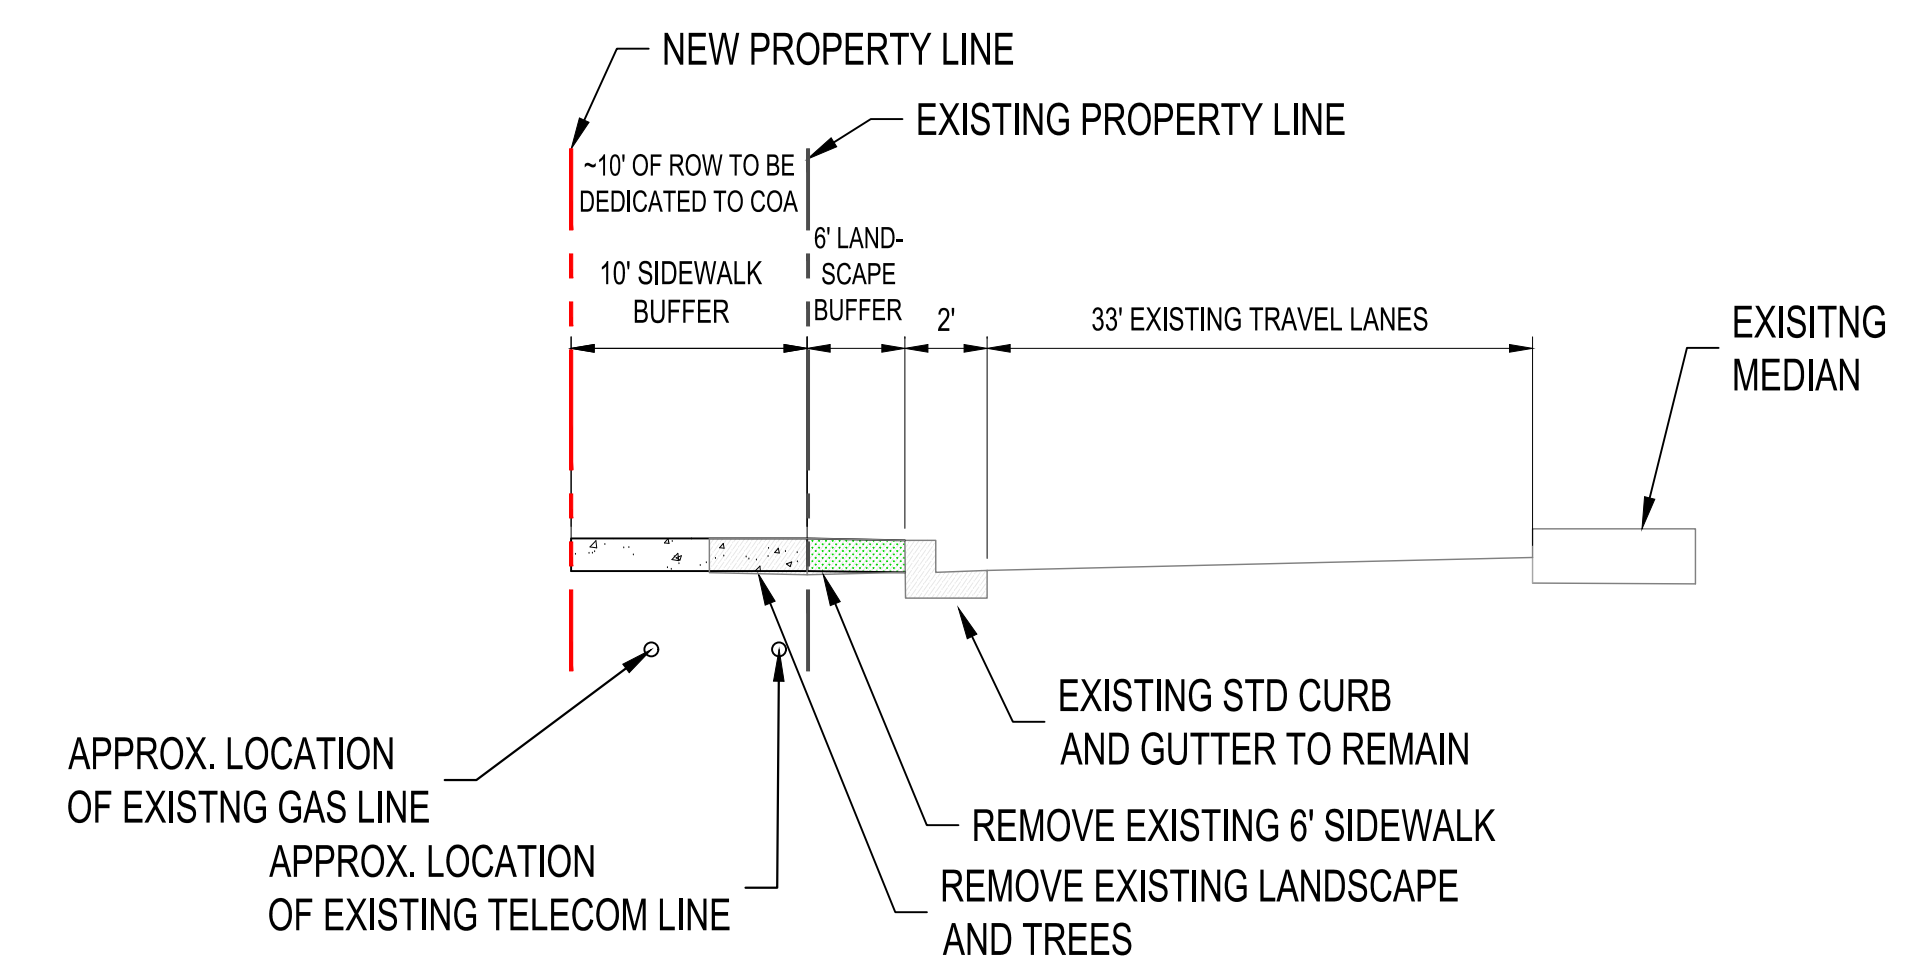 NEW PROPERTY LINE
EXISTING PROPERTY LINE
~10' OF ROW TO BE
DEDICATED TO COA
6' LAND-
SCAPE
BUFFER
10' SIDEWALK
BUFFER
2'
33' EXISTING TRAVEL LANES
EXISITNG
MEDIAN
EXISTING STD CURB
AND GUTTER TO REMAIN
APPROX. LOCATION
OF EXISTNG GAS LINE
REMOVE EXISTING 6' SIDEWALK
APPROX. LOCATION
OF EXISTING TELECOM LINE
REMOVE EXISTING LANDSCAPE
AND TREES